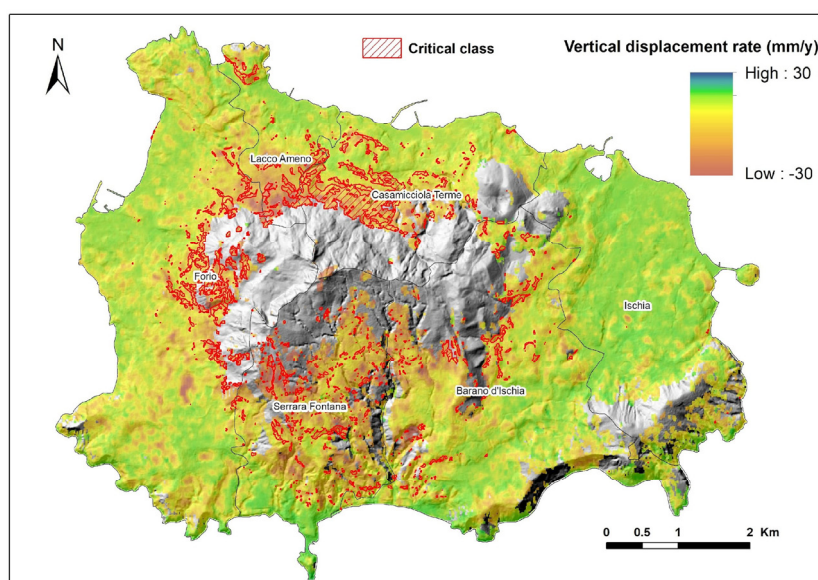 N
Critical class
Vertical displacement rate (mm/y)
High : 30
Low : -30
Lacco Ameno
Casamicciola Terme
Forio
Ischia
Barano d'Ischia
Serrara Fontana
0 0.5 1 2 Km